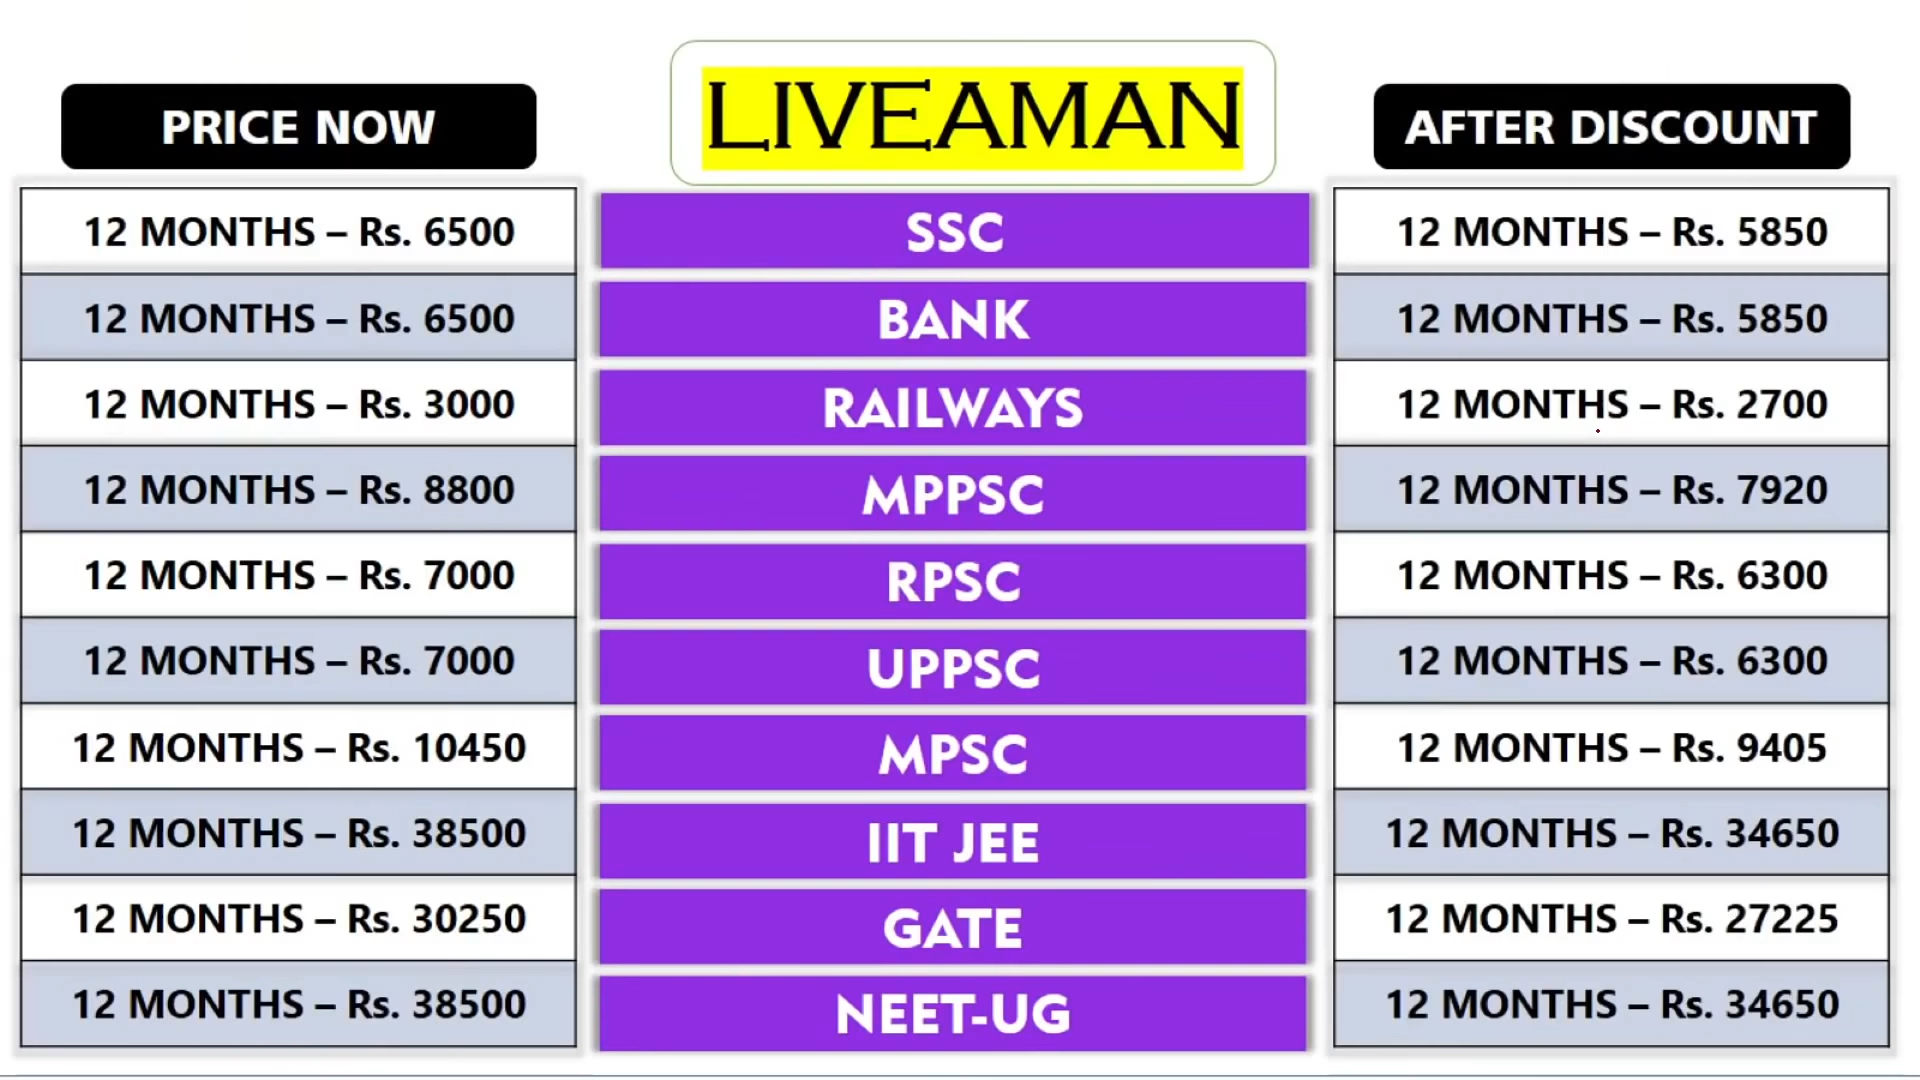 LIVEAMAN
PRICE NOW
AFTER DISCOUNT
12 MONTHS – Rs. 6500
SSC
12 MONTHS – Rs. 5850
12 MONTHS – Rs. 6500
BANK
12 MONTHS – Rs. 5850
12 MONTHS – Rs. 3000
RAILWAYS
12 MONTHS – Rs. 2700
12 MONTHS – Rs. 8800
MPPSC
12 MONTHS – Rs. 7920
12 MONTHS – Rs. 7000
RPSC
12 MONTHS – Rs. 6300
12 MONTHS – Rs. 7000
UPPSC
12 MONTHS – Rs. 6300
12 MONTHS – Rs. 10450
MPSC
12 MONTHS – Rs. 9405
12 MONTHS – Rs. 38500
IIT JEE
12 MONTHS – Rs. 34650
12 MONTHS – Rs. 30250
GATE
12 MONTHS – Rs. 27225
12 MONTHS – Rs. 38500
NEET-UG
12 MONTHS – Rs. 34650